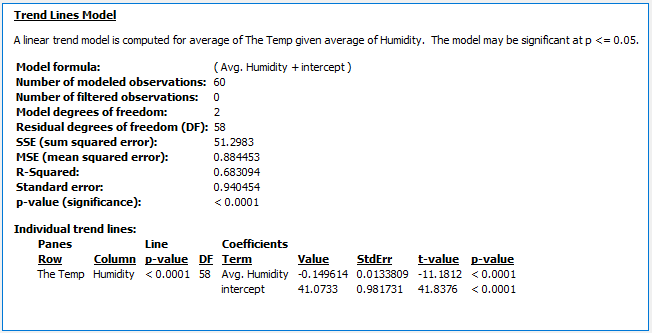 Trend Lines Model
A linear trend model is computed for average of The Temp given average of Humidity. The model may be significant at p <= 0.05.
Model formula: ( Avg. Humidity + intercept )
Number of modeled observations: 60
Number of filtered observations: 0
Model degrees of freedom: 2
Residual degrees of freedom (DF): 58
SSE (sum squared error): 51.2983
MSE (mean squared error): 0.884453
R-Squared: 0.683094
Standard error: 0.940454
p-value (significance): < 0.0001
Individual trend lines:
Panes Line Coefficients
Row Column p-value DF Term Value StdErr t-value p-value
The Temp Humidity < 0.0001 58 Avg. Humidity -0.149614 0.0133809 -11.1812 < 0.0001
intercept 41.0733 0.981731 41.8376 < 0.0001